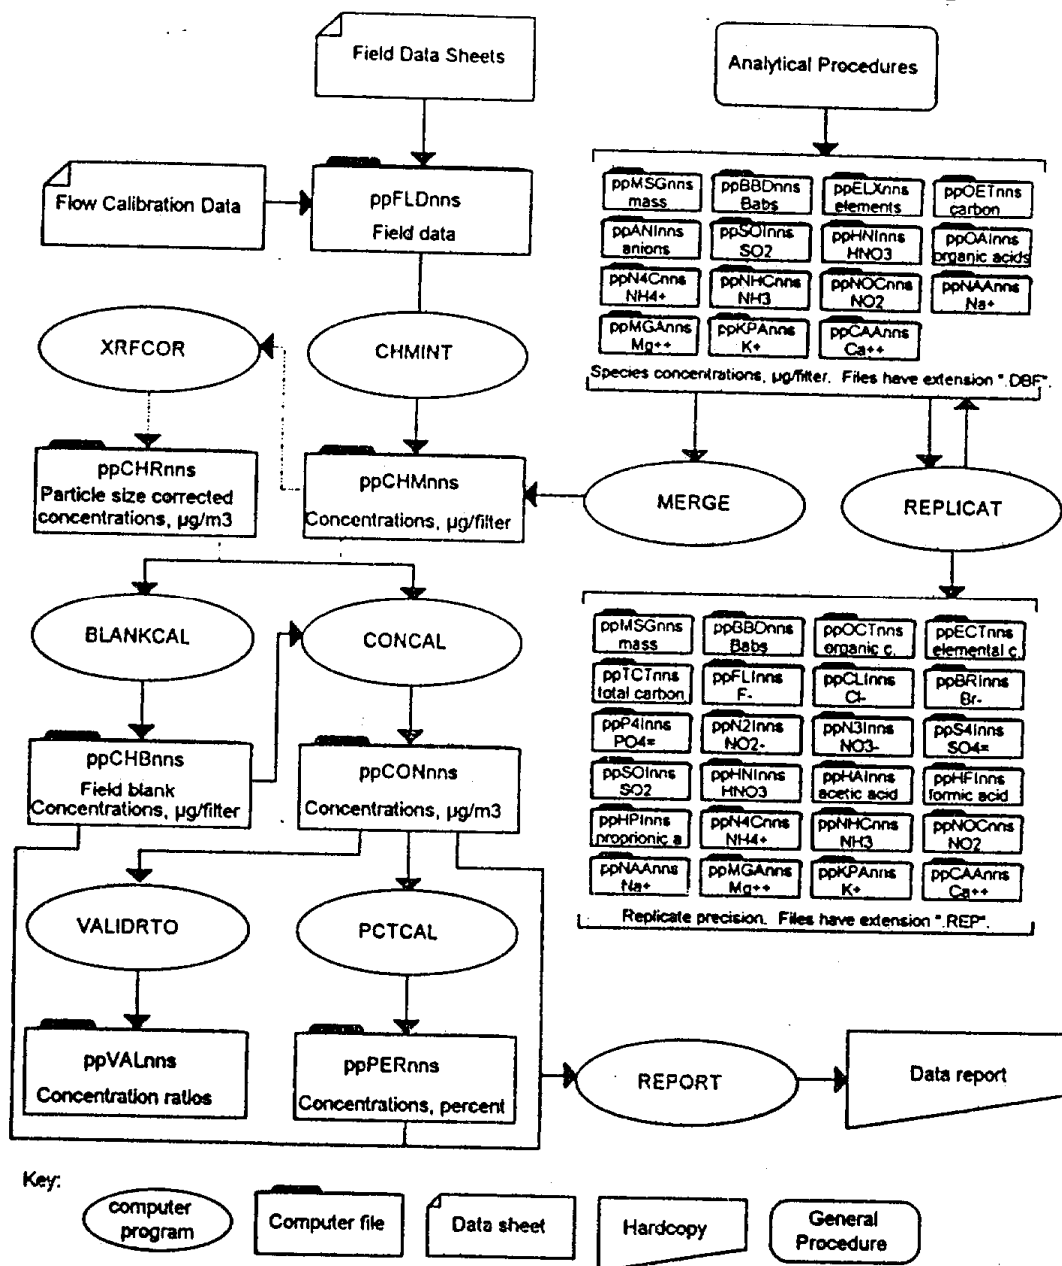 Field Data Sheets
Analytical Procedures
Flow Calibration Data
ppFLDnns
Field data
ppMSGnns
mass
ppBBDnns
Babs
ppELXnns
elements
ppOETnns
carbon
ppANInns
anions
ppSOInns
SO2
ppHNInns
HNO3
ppOAInns
organic acids
ppN4Cnns
NH4+
ppNHCnns
NH3
ppNOCnns
NO2
ppNAAnns
Na+
ppMGAnns
Mg++
ppKPAnns
K+
ppCAAnns
Ca++
Species concentrations, µg/filter. Files have extension ".DBF".
XRFCOR
CHMINT
ppCHRnns
Particle size corrected
concentrations, µg/m3
ppCHMnns
Concentrations, µg/filter
MERGE
REPLICAT
BLANKCAL
CONCAL
ppMSGnns
mass
ppBBDnns
Babs
ppOCTnns
organic c.
ppECTnns
elemental c.
ppTCTnns
total carbon
ppFLInns
F-
ppCLInns
Cl-
ppBRInns
Br-
ppP4Inns
PO4=
ppN2Inns
NO2-
ppN3Inns
NO3-
ppS4Inns
SO4=
ppSOInns
SO2
ppHNInns
HNO3
ppHAInns
acetic acid
ppHFInns
formic acid
ppHPInns
proprionic a
ppN4Cnns
NH4+
ppNHCnns
NH3
ppNOCnns
NO2
ppNAAnns
Na+
ppMGAnns
Mg++
ppKPAnns
K+
ppCAAnns
Ca++
Replicate precision. Files have extension ".REP".
ppCHBnns
Field blank
Concentrations, µg/filter
ppCONnns
Concentrations, µg/m3
VALIDRTO
PCTCAL
ppVALnns
Concentration ratios
ppPERnns
Concentrations, percent
REPORT
Data report
Key:
computer
program
Computer file
Data sheet
Hardcopy
General
Procedure